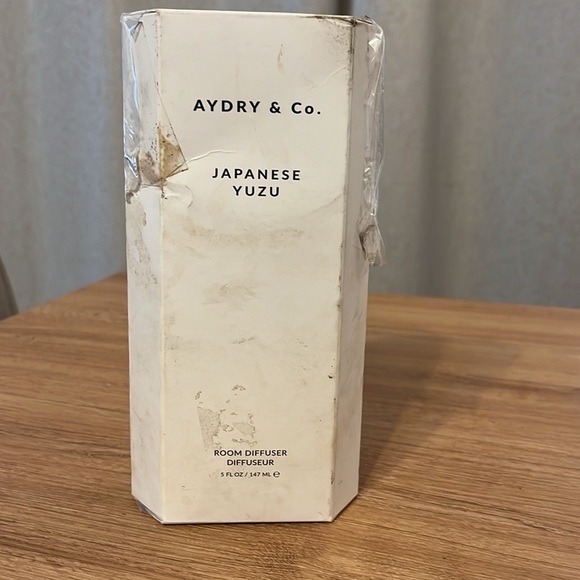 AYDRY & Co.
JAPANESE
YUZU
ROOM DIFFUSER
DIFFUSEUR
5 FL OZ / 147 ML ℮